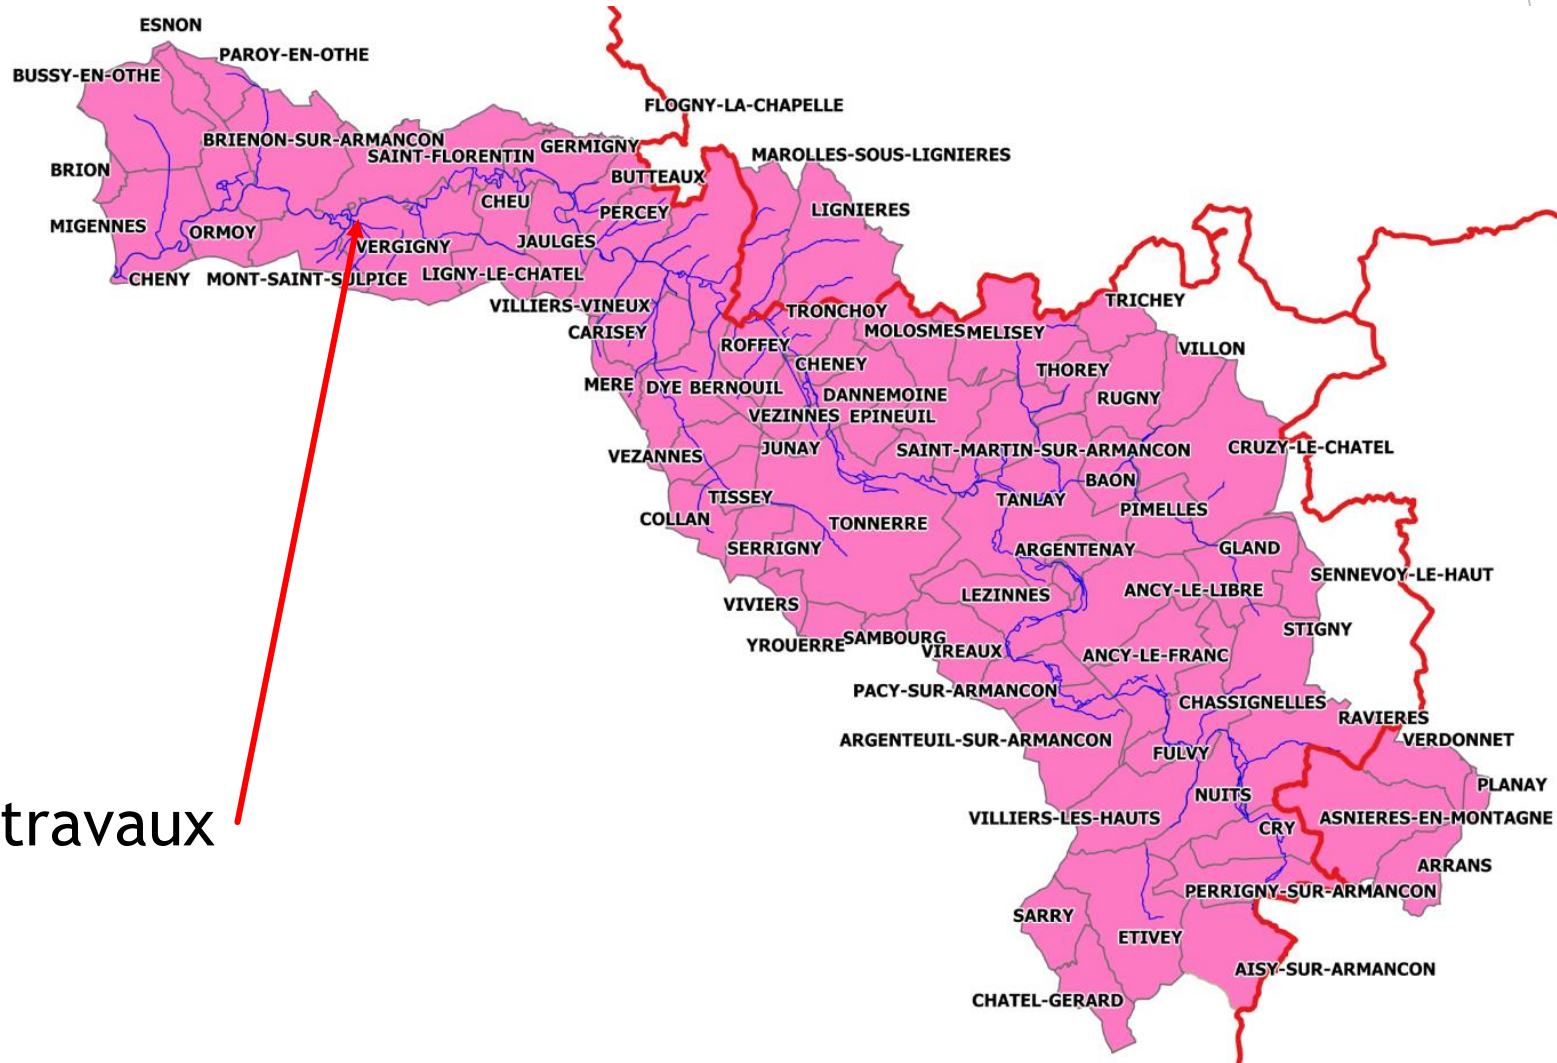 ESNON
PAROY-EN-OTHE
BUSSY-EN-OTHE
FLOGNY-LA-CHAPELLE
BRIENON-SUR-ARMANCON
GERMIGNY
SAINT-FLORENTIN
MAROLLES-SOUS-LIGNIERES
BRION
BUTTEAUX
CHEU
PERCEY
LIGNIERES
MIGENNES
ORMOY
VERGIGNY
JAULGES
CHENY
MONT-SAINT-SULPICE
LIGNY-LE-CHATEL
VILLIERS-VINEUX
TRONCHOY
TRICHEY
CARISEY
MOLOSMES
MELISEY
ROFFEY
VILLON
CHENEY
THOREY
MERE
DYE
BERNOUIL
DANNEMOINE
RUGNY
VEZINNES
EPINEUIL
VEZANNES
JUNAY
SAINT-MARTIN-SUR-ARMANCON
CRUZY-LE-CHATEL
BAON
TISSEY
TANLAY
PIMELLES
COLLAN
TONNERRE
SERRIGNY
ARGENTENAY
GLAND
SENNEVOY-LE-HAUT
LEZINNES
ANCY-LE-LIBRE
VIVIERS
STIGNY
YROUERRE
SAMBOURG
VIREAUX
ANCY-LE-FRANC
PACY-SUR-ARMANCON
CHASSIGNELLES
RAVIERES
ARGENTEUIL-SUR-ARMANCON
VERDONNET
FULVY
PLANAY
NUITS
VILLIERS-LES-HAUTS
ASNIERES-EN-MONTAGNE
CRY
travaux
ARRANS
PERRIGNY-SUR-ARMANCON
SARRY
ETIVEY
AISY-SUR-ARMANCON
CHATEL-GERARD